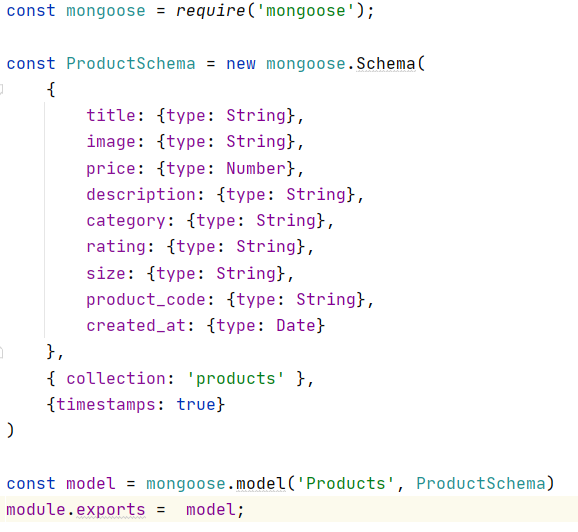 const mongoose = require('mongoose');
const ProductSchema = new mongoose.Schema(
{
title: {type: String},
image: {type: String},
price: {type: Number},
description: {type: String},
category: {type: String},
rating: {type: String},
size: {type: String},
product_code: {type: String},
created_at: {type: Date}
},
{ collection: 'products' },
{timestamps: true}
)
const model = mongoose.model('Products', ProductSchema)
module.exports =  model;